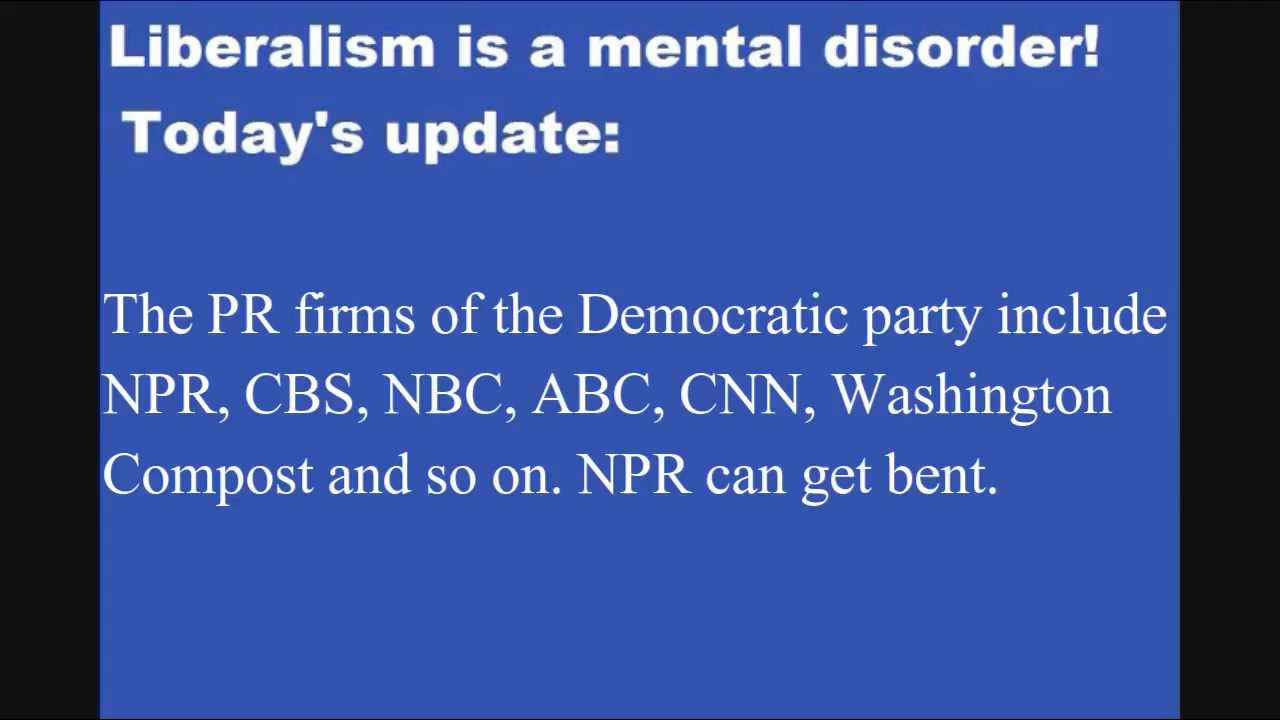 Liberalism is a mental disorder!
Today's update:
The PR firms of the Democratic party include
NPR, CBS, NBC, ABC, CNN, Washington
Compost and so on. NPR can get bent.